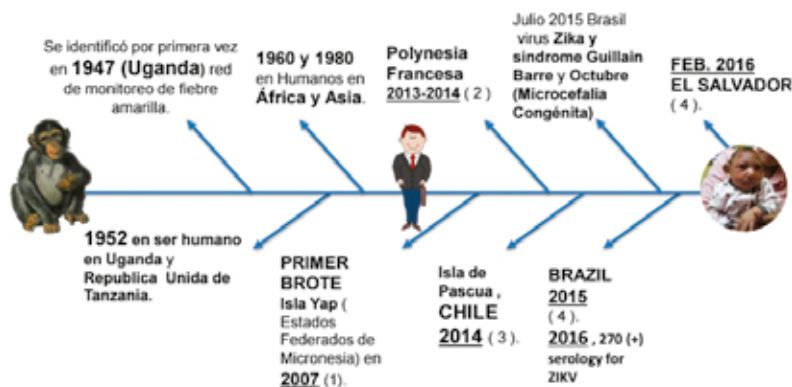 Se identificó por primera vez
en 1947 (Uganda) red
de monitoreo de fiebre
amarilla.
1960 y 1980
en Humanos en
África y Asia.
Polynesia
Francesa
2013-2014 ( 2 )
Julio 2015 Brasil
virus Zika y
sindrome Guillain
Barre y Octubre
(Microcefalia
Congénita)
FEB. 2016
EL SALVADOR
( 4 ).
1952 en ser humano
en Uganda y
Republica Unida de
Tanzania.
PRIMER
BROTE
Isla Yap (
Estados
Federados de
Micronesia) en
2007 (1).
Isla de
Pascua ,
CHILE
2014 ( 3 ).
BRAZIL
2015
( 4 ).
2016 , 270 (+)
serology for
ZIKV